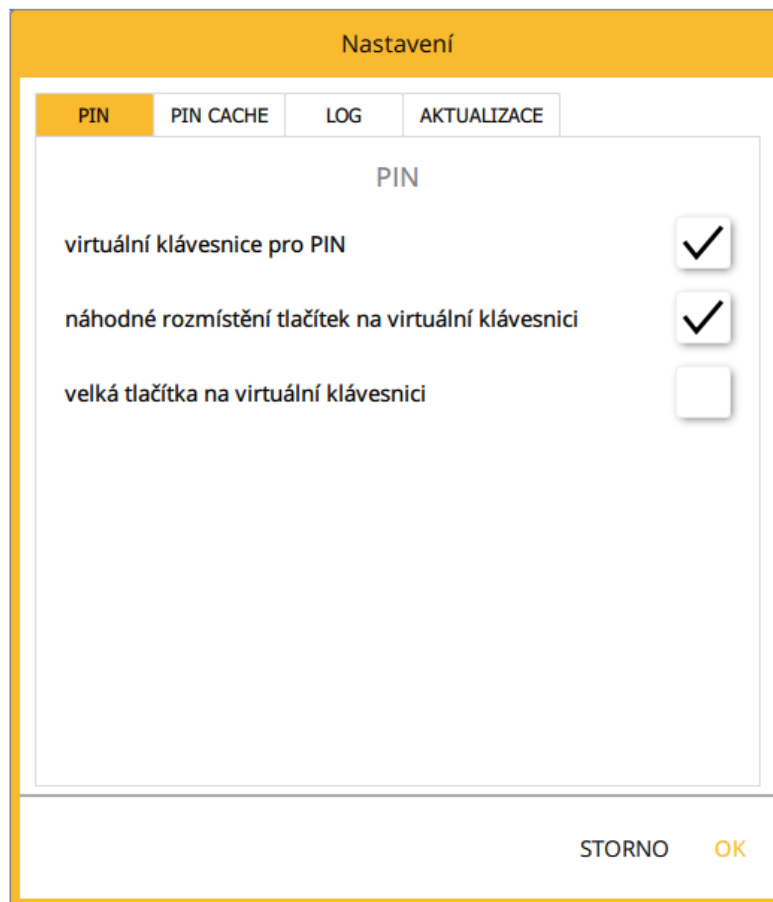 Nastavení
PIN PIN CACHE LOG AKTUALIZACE
PIN
virtuální klávesnice pro PIN
náhodné rozmístění tlačítek na virtuální klávesnici
velká tlačítka na virtuální klávesnici
STORNO OK